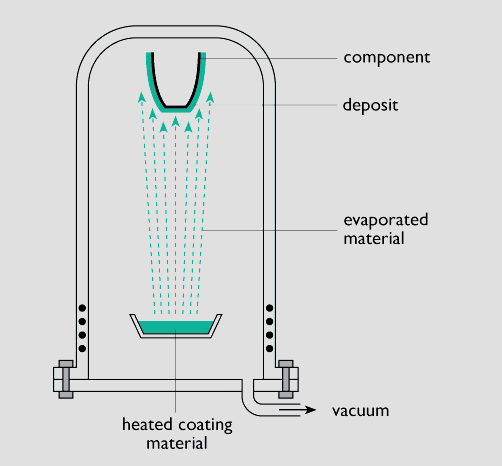 component
deposit
evaporated
material
vacuum
heated coating
material